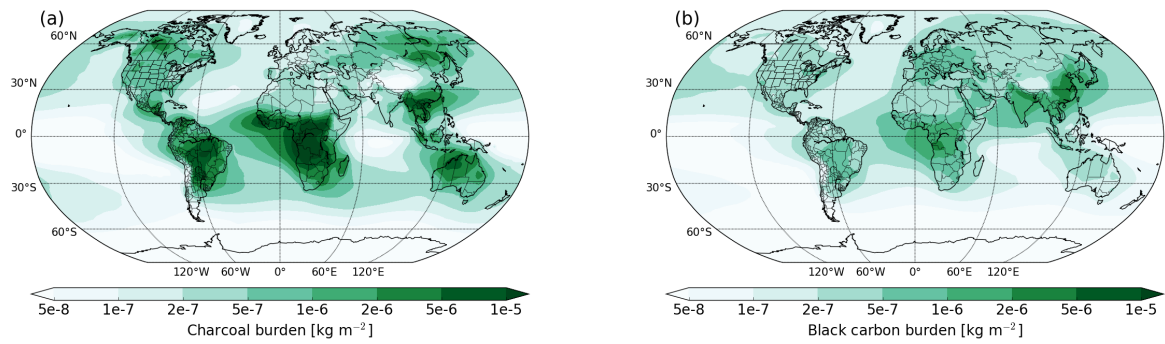 (a)
60°N
30°N
0°
30°S
60°S
120°W 60°W 0° 60°E 120°E
5e-8 1e-7 2e-7 5e-7 1e-6 2e-6 5e-6 1e-5
Charcoal burden [kg m⁻²]
(b)
60°N
30°N
0°
30°S
60°S
120°W 60°W 0° 60°E 120°E
5e-8 1e-7 2e-7 5e-7 1e-6 2e-6 5e-6 1e-5
Black carbon burden [kg m⁻²]